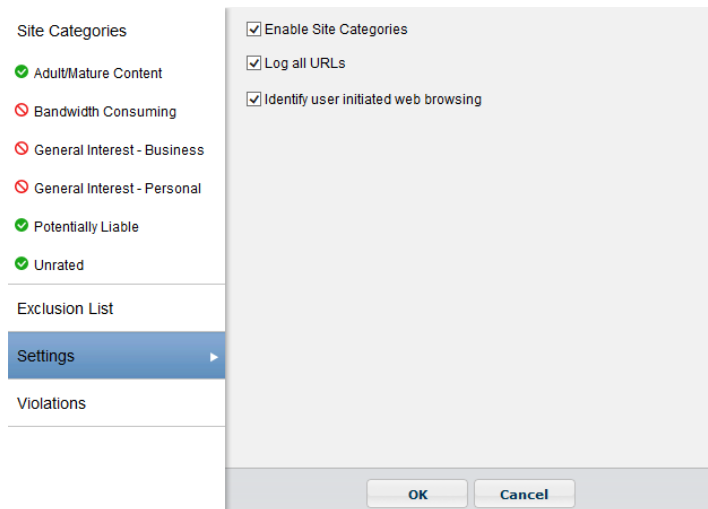 Site Categories
Adult/Mature Content
Bandwidth Consuming
General Interest - Business
General Interest - Personal
Potentially Liable
Unrated
Exclusion List
Settings
Violations
Enable Site Categories
Log all URLs
Identify user initiated web browsing
OK
Cancel